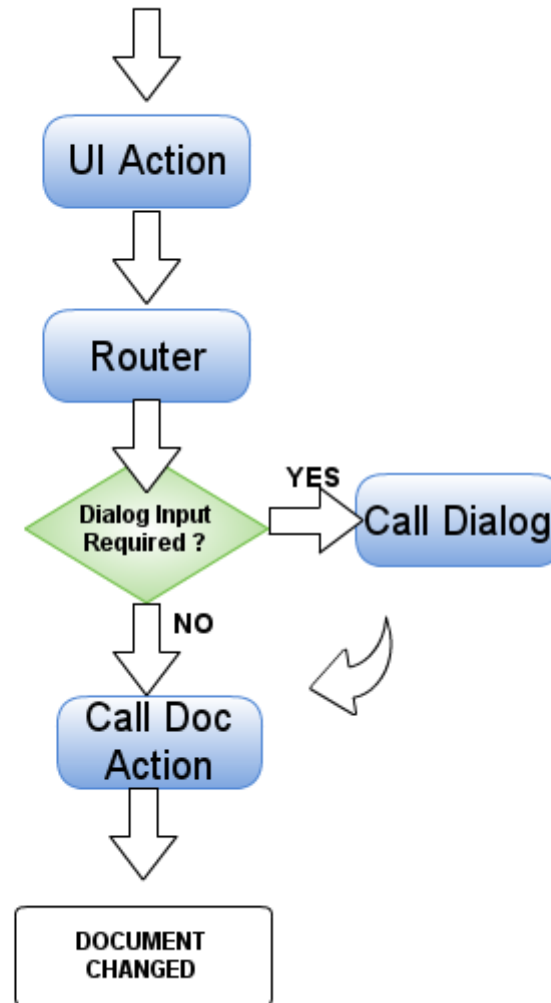 UI Action
Router
Dialog Input
Required ?
YES
Call Dialog
NO
Call Doc
Action
DOCUMENT
CHANGED